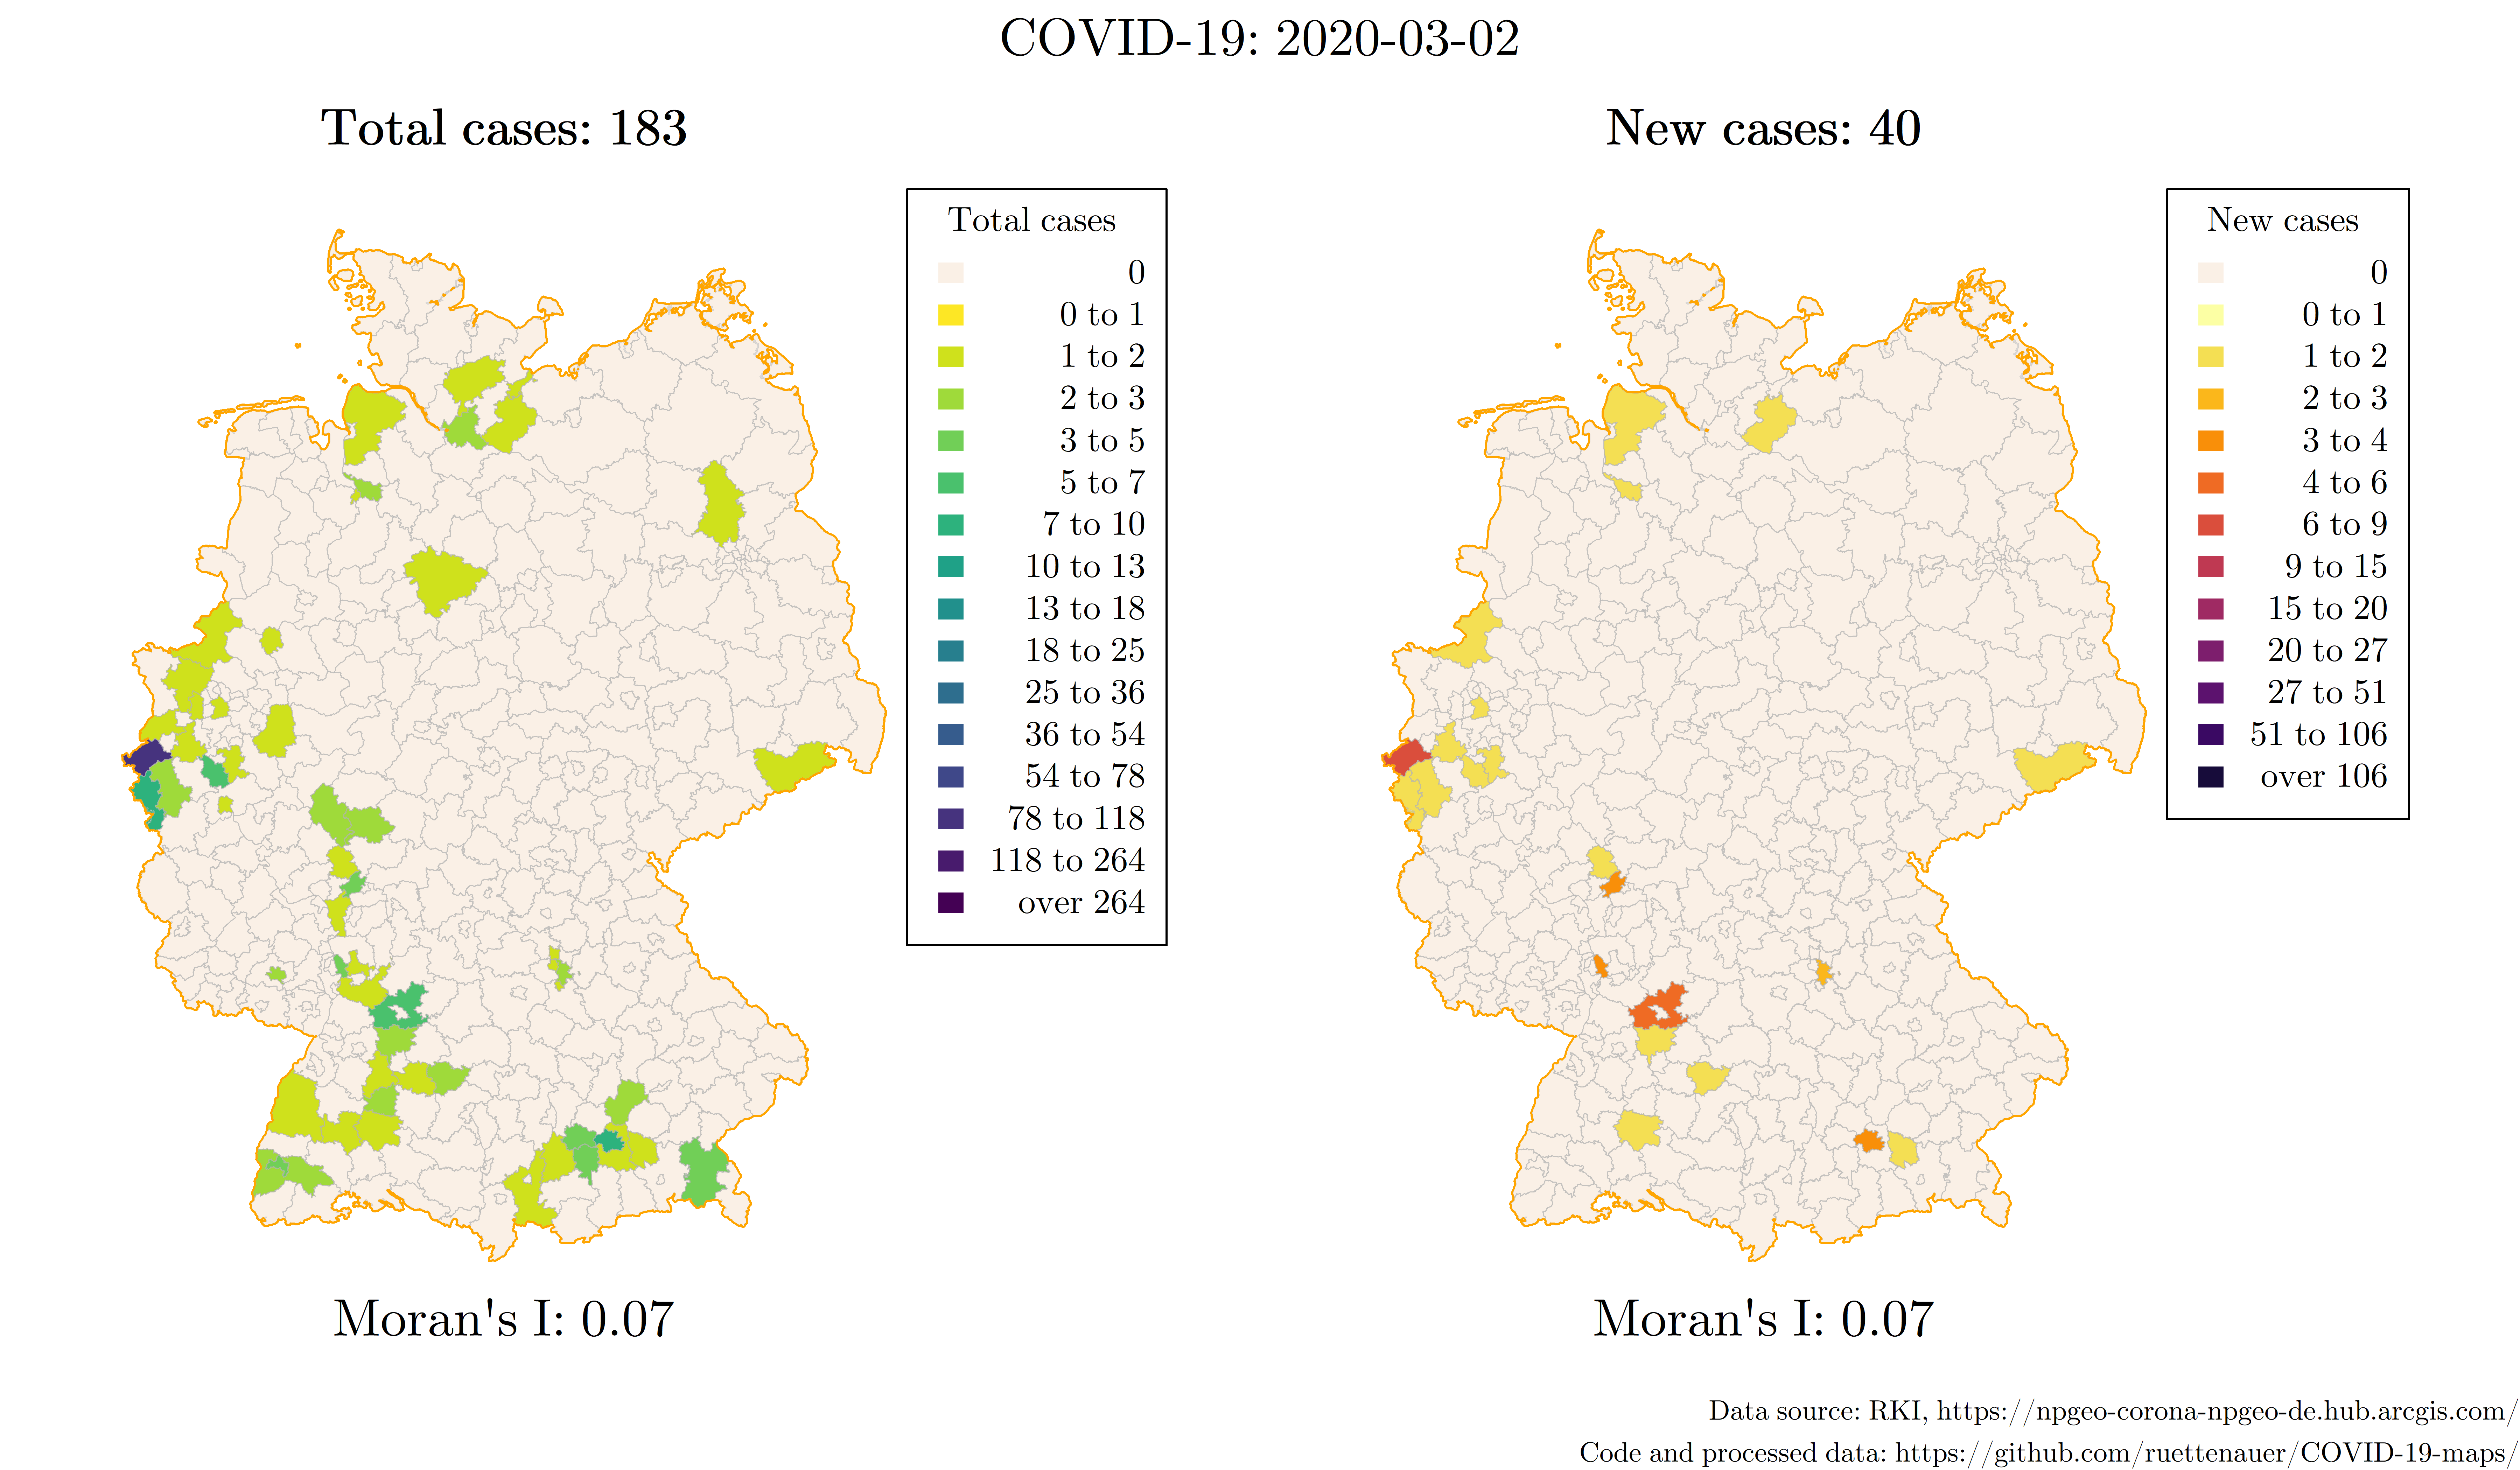 COVID-19: 2020-03-02
Total cases: 183
Total cases
0
0 to 1
1 to 2
2 to 3
3 to 5
5 to 7
7 to 10
10 to 13
13 to 18
18 to 25
25 to 36
36 to 54
54 to 78
78 to 118
118 to 264
over 264
Moran's I: 0.07
New cases: 40
New cases
0
0 to 1
1 to 2
2 to 3
3 to 4
4 to 6
6 to 9
9 to 15
15 to 20
20 to 27
27 to 51
51 to 106
over 106
Moran's I: 0.07
Data source: RKI, https://npgeo-corona-npgeo-de.hub.arcgis.com/
Code and processed data: https://github.com/ruettenauer/COVID-19-maps/